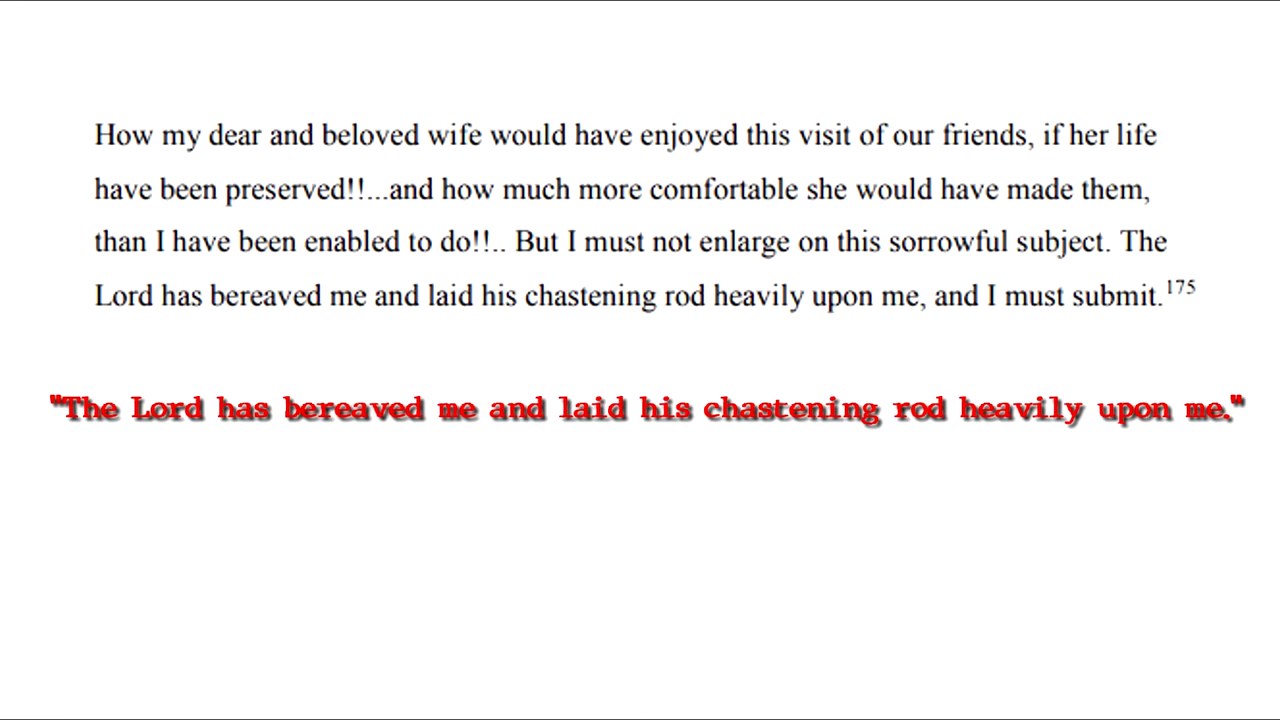 How my dear and beloved wife would have enjoyed this visit of our friends, if her life
have been preserved!!...and how much more comfortable she would have made them,
than I have been enabled to do!!.. But I must not enlarge on this sorrowful subject. The
Lord has bereaved me and laid his chastening rod heavily upon me, and I must submit.175
"The Lord has bereaved me and laid his chastening rod heavily upon me."